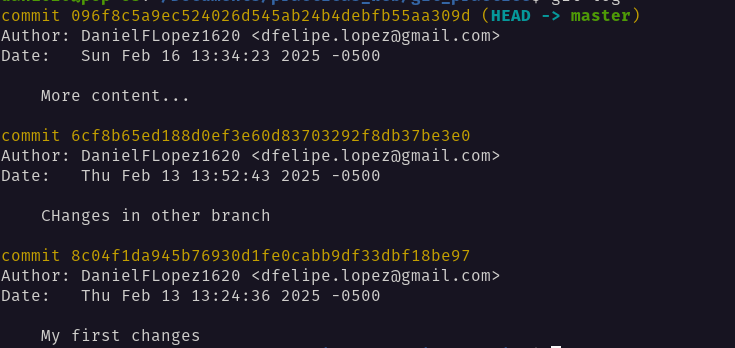 commit 096f8c5a9ec524026d545ab24b4debfb55aa309d (HEAD -> master)
Author: DanielFLopez1620 <dfelipe.lopez@gmail.com>
Date:   Sun Feb 16 13:34:23 2025 -0500
    More content...
commit 6cf8b65ed188d0ef3e60d83703292f8db37be3e0
Author: DanielFLopez1620 <dfelipe.lopez@gmail.com>
Date:   Thu Feb 13 13:52:43 2025 -0500
    CHanges in other branch
commit 8c04f1da945b76930d1fe0cabb9df33dbf18be97
Author: DanielFLopez1620 <dfelipe.lopez@gmail.com>
Date:   Thu Feb 13 13:24:36 2025 -0500
    My first changes